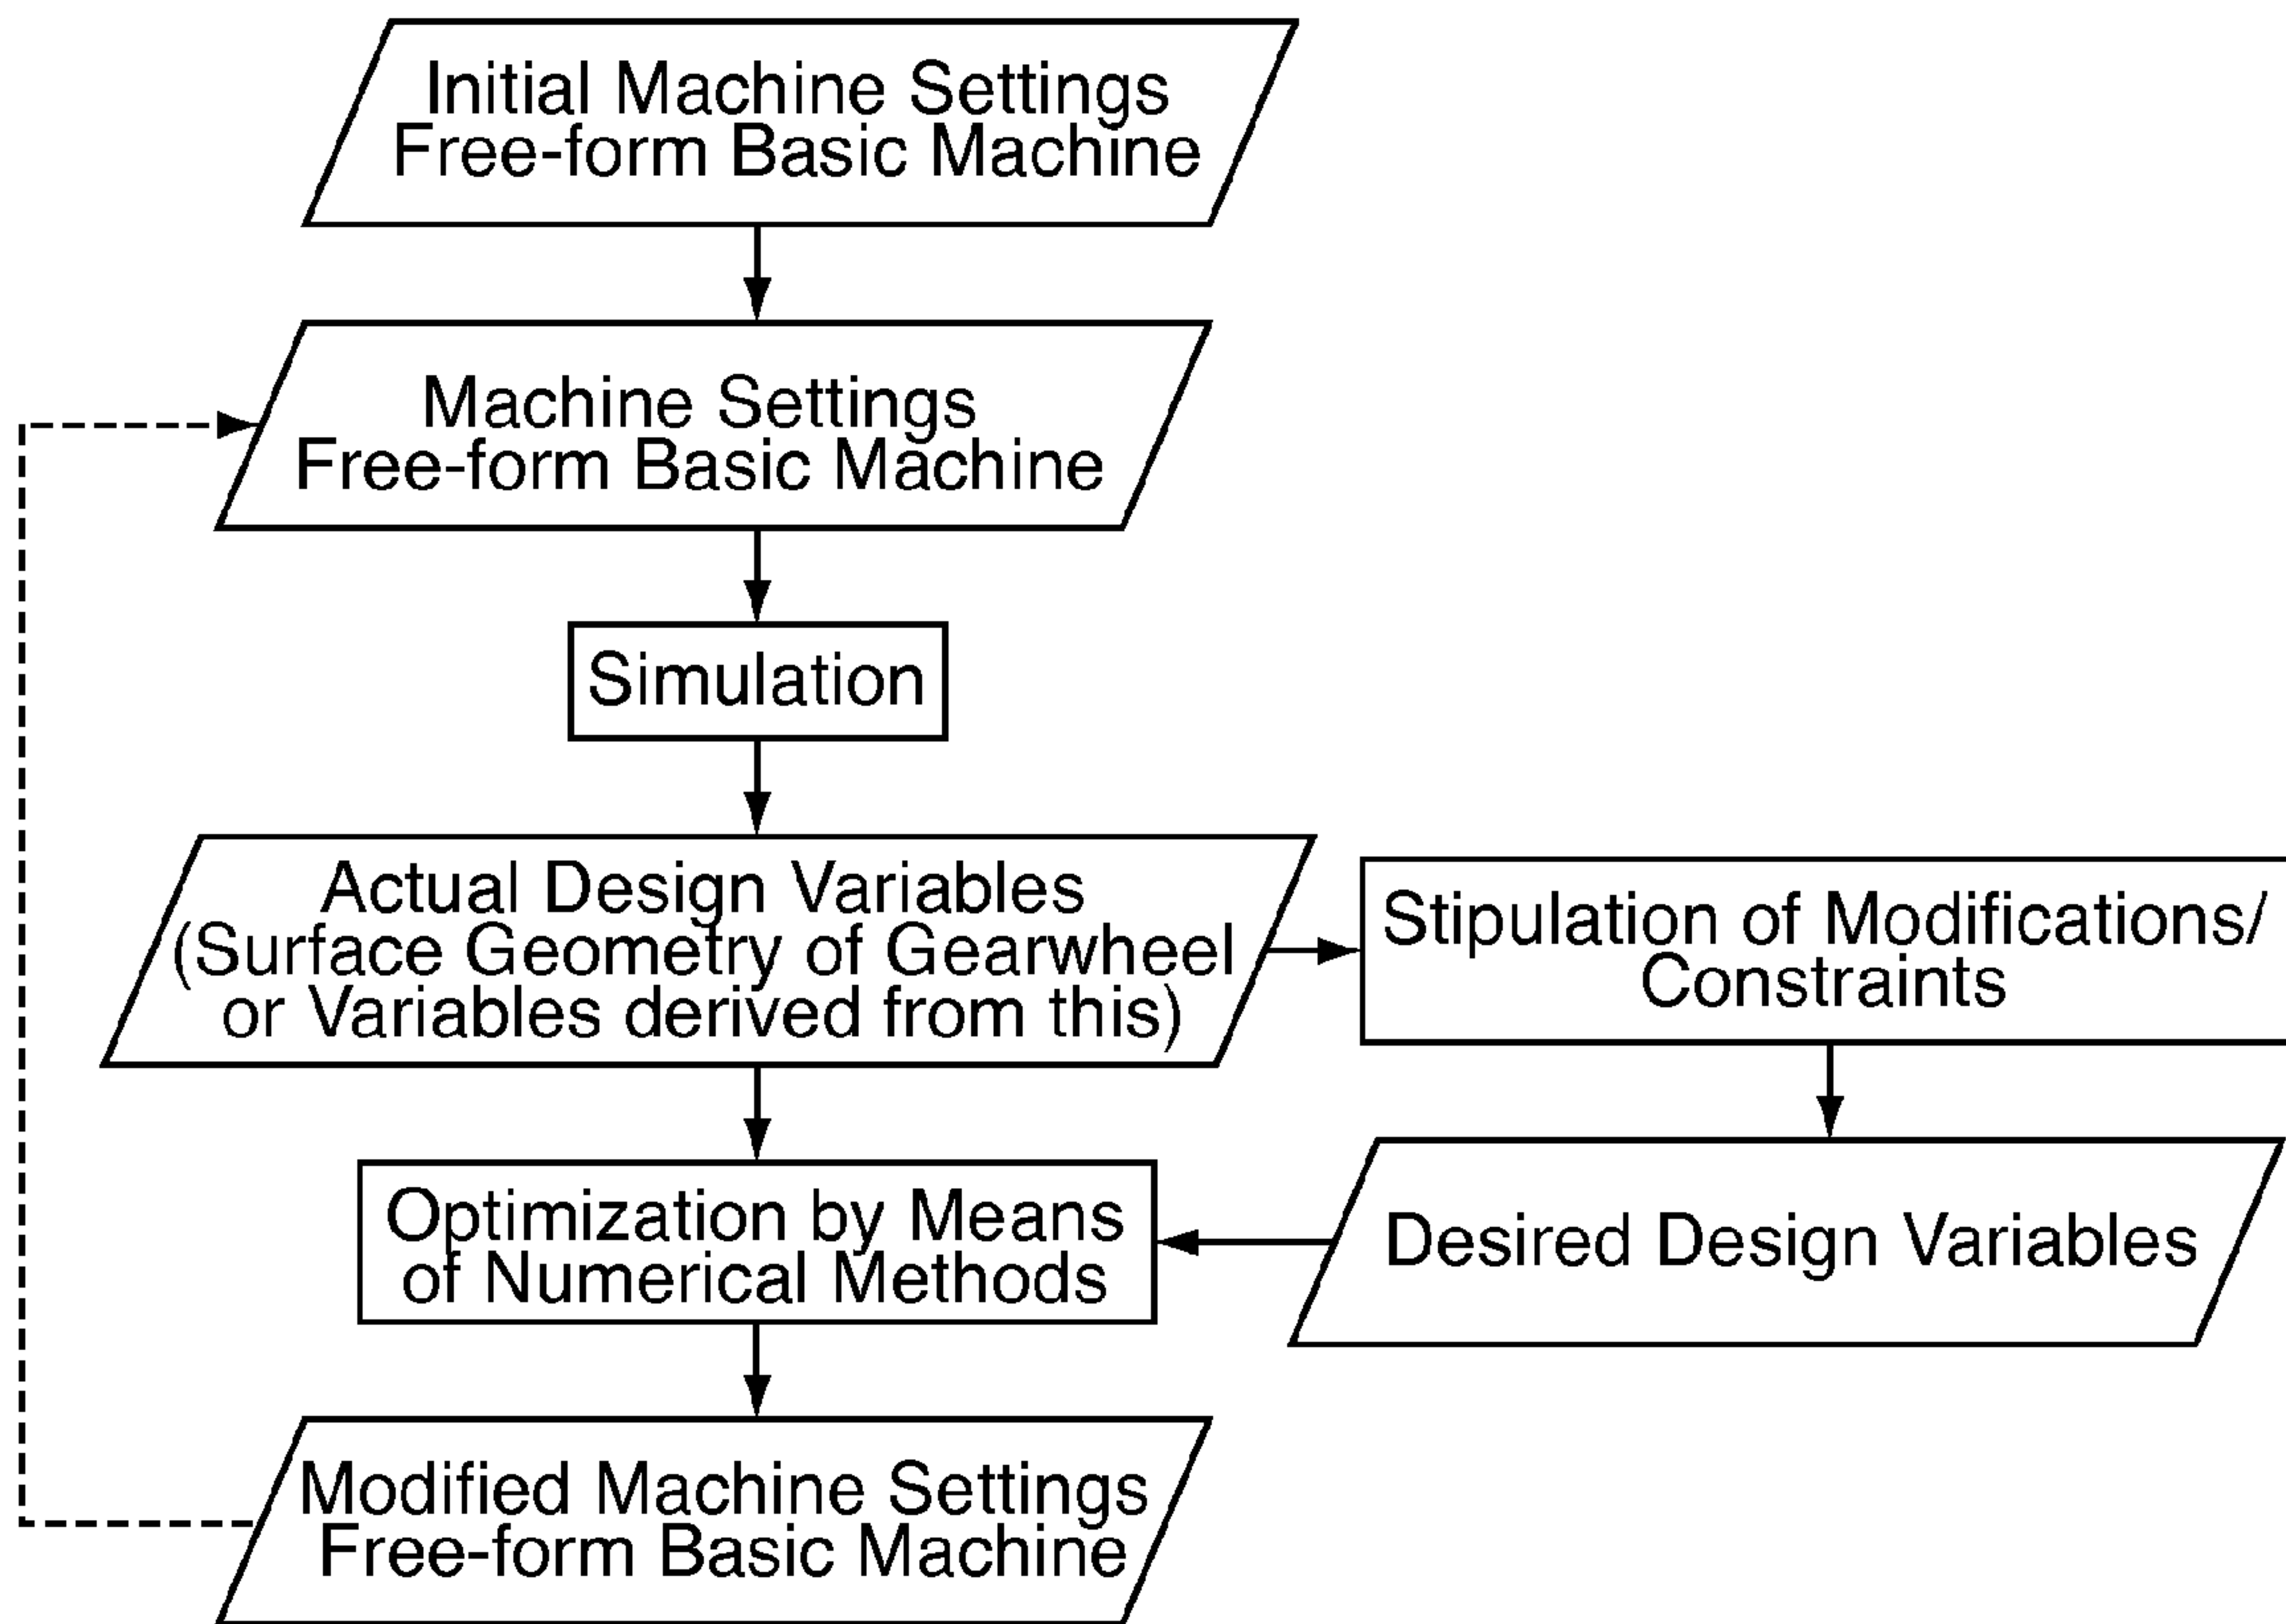 Initial Machine Settings
Free-form Basic Machine
Machine Settings
Free-form Basic Machine
Simulation
Actual Design Variables
(Surface Geometry of Gearwheel
or Variables derived from this)
Stipulation of Modifications/
Constraints
Optimization by Means
of Numerical Methods
Desired Design Variables
Modified Machine Settings
Free-form Basic Machine